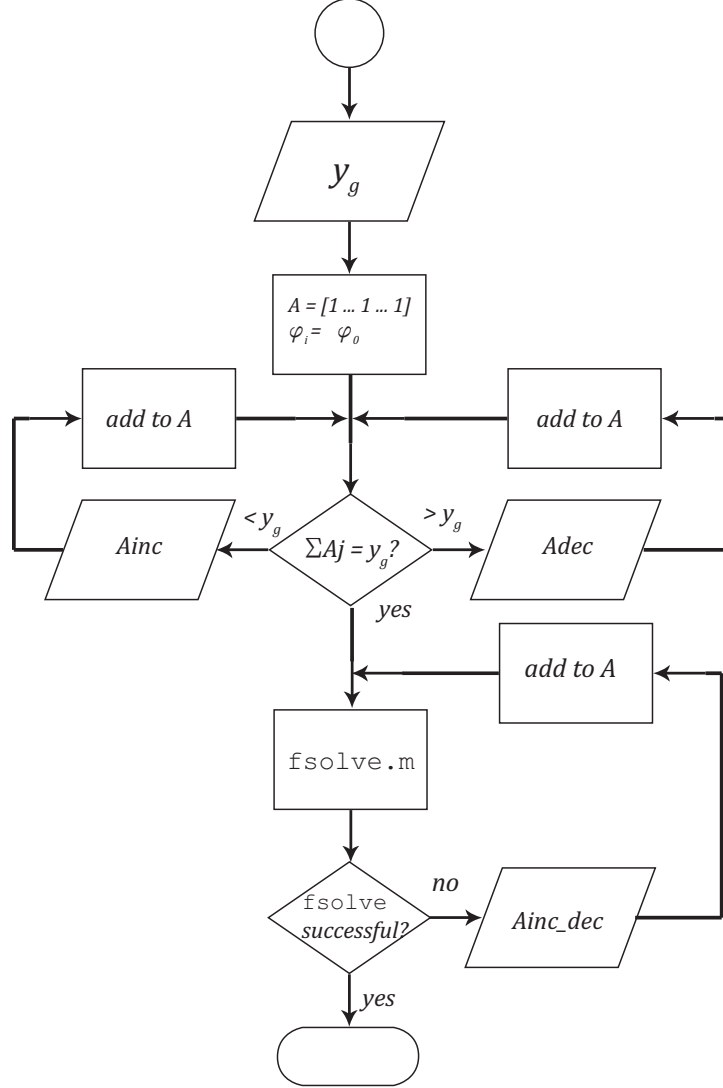 y_g
A = [1 ... 1 ... 1]
φ_i = φ_0
add to A
add to A
< y_g
> y_g
Ainc
∑Aj = y_g?
Adec
yes
add to A
fsolve.m
no
fsolve
successful?
Ainc_dec
yes